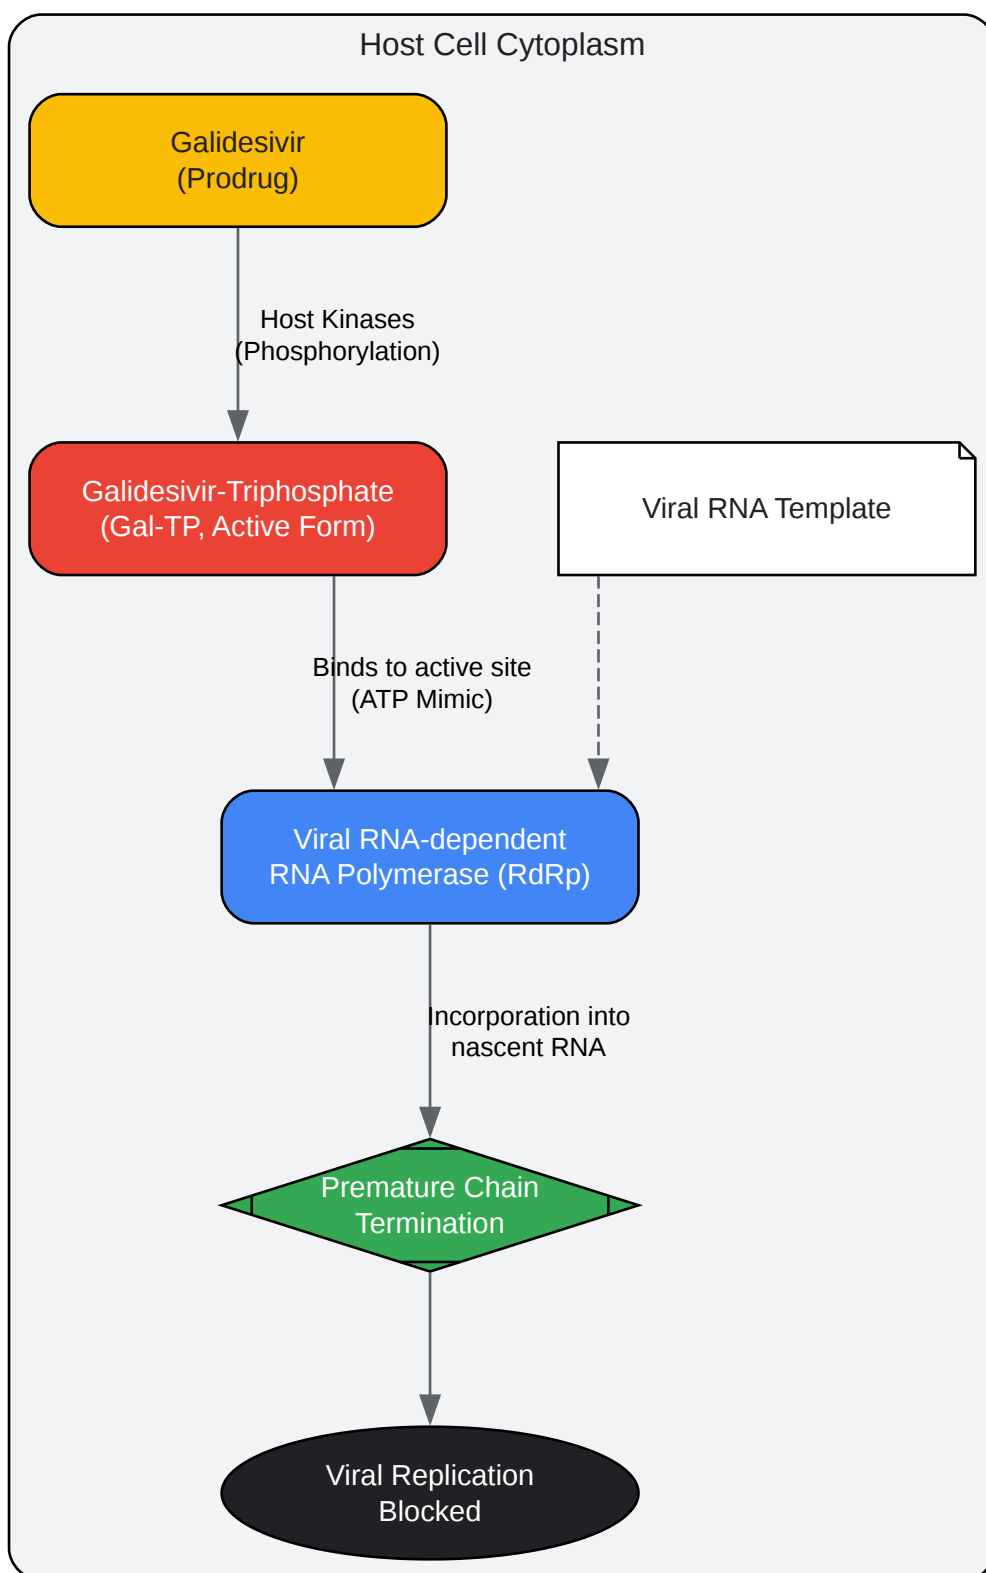 Host Cell Cytoplasm
Galidesivir
(Prodrug)
Host Kinases
(Phosphorylation)
Galidesivir-Triphosphate
(Gal-TP, Active Form)
Viral RNA Template
Binds to active site
(ATP Mimic)
Viral RNA-dependent
RNA Polymerase (RdRp)
Incorporation into
nascent RNA
Premature Chain
Termination
Viral Replication
Blocked